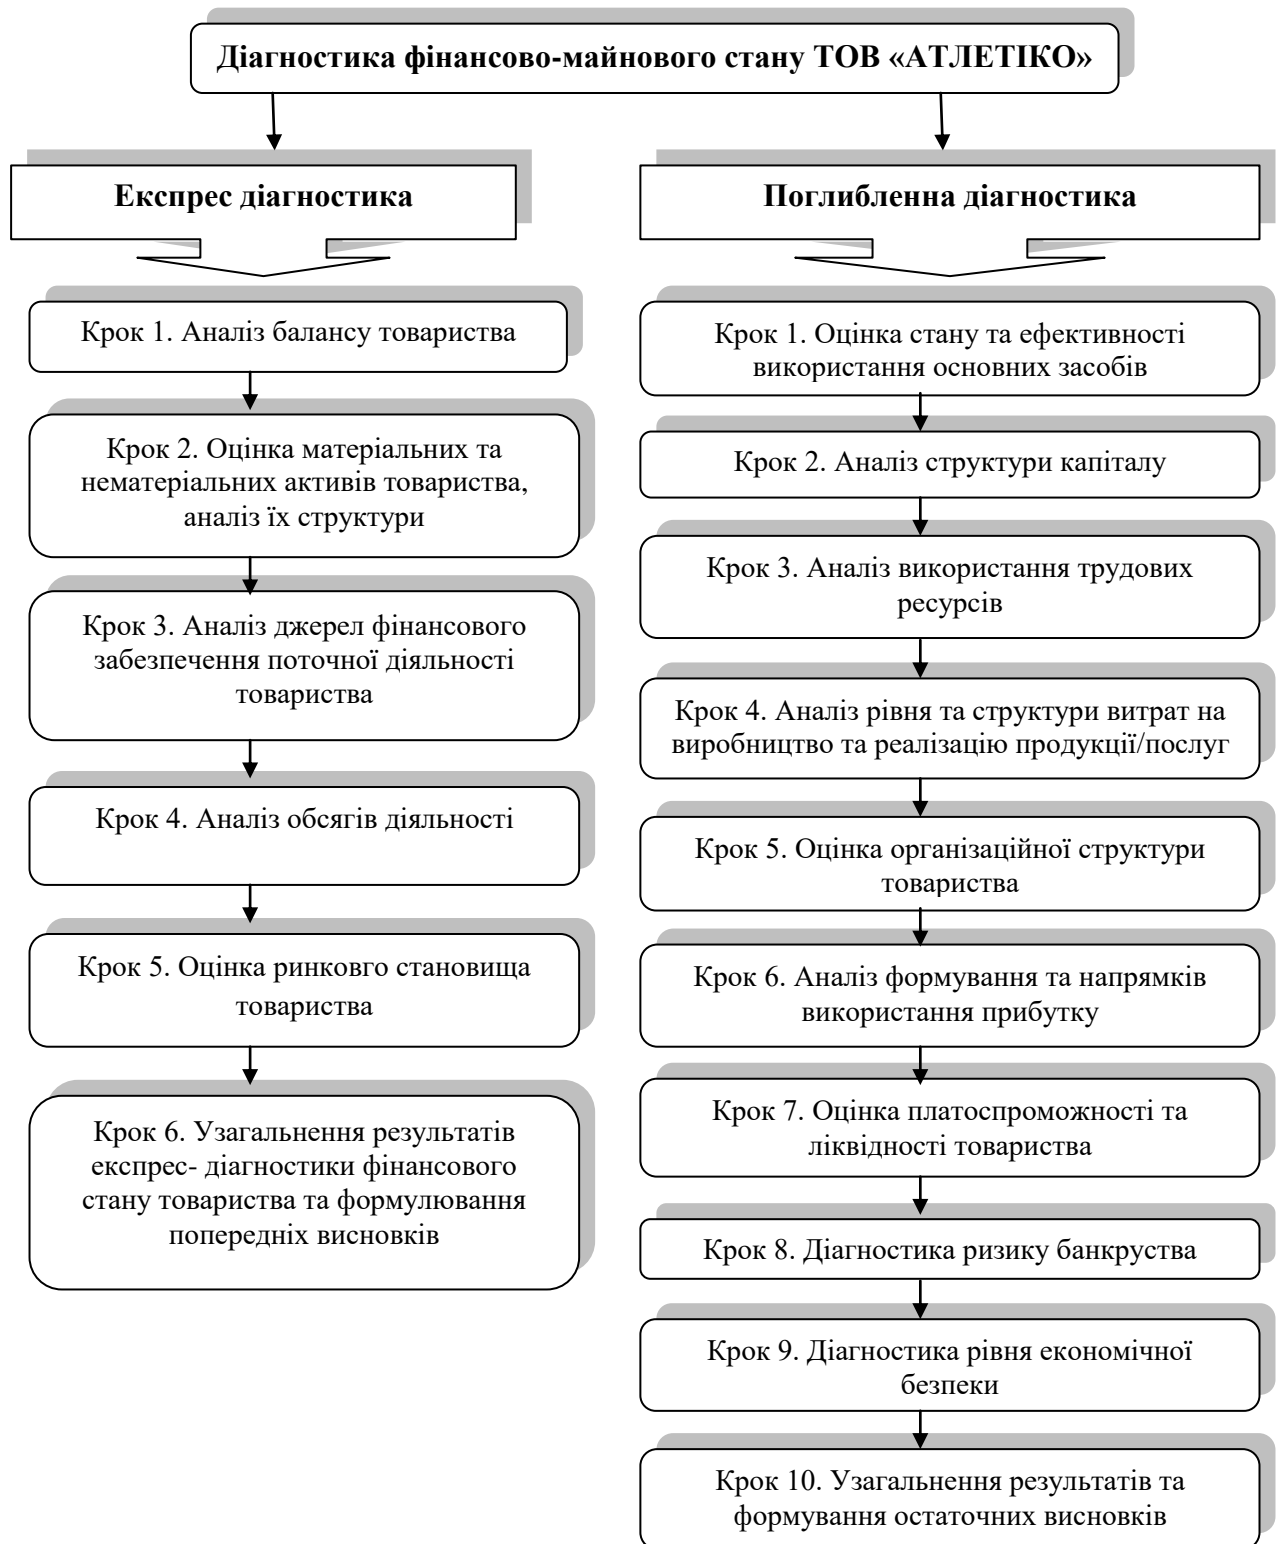 Діагностика фінансово-майнового стану ТОВ «АТЛЕТІКО»
Експрес діагностика
Крок 1. Аналіз балансу товариства
Крок 2. Оцінка матеріальних та
нематеріальних активів товариства,
аналіз їх структури
Крок 3. Аналіз джерел фінансового
забезпечення поточної діяльності
товариства
Крок 4. Аналіз обсягів діяльності
Крок 5. Оцінка ринковго становища
товариства
Крок 6. Узагальнення результатів
експрес- діагностики фінансового
стану товариства та формулювання
попередніх висновків
Поглибленна діагностика
Крок 1. Оцінка стану та ефективності
використання основних засобів
Крок 2. Аналіз структури капіталу
Крок 3. Аналіз використання трудових
ресурсів
Крок 4. Аналіз рівня та структури витрат на
виробництво та реалізацію продукції/послуг
Крок 5. Оцінка організаційної структури
товариства
Крок 6. Аналіз формування та напрямків
використання прибутку
Крок 7. Оцінка платоспроможності та
ліквідності товариства
Крок 8. Діагностика ризику банкруства
Крок 9. Діагностика рівня економічної
безпеки
Крок 10. Узагальнення результатів та
формування остаточних висновків